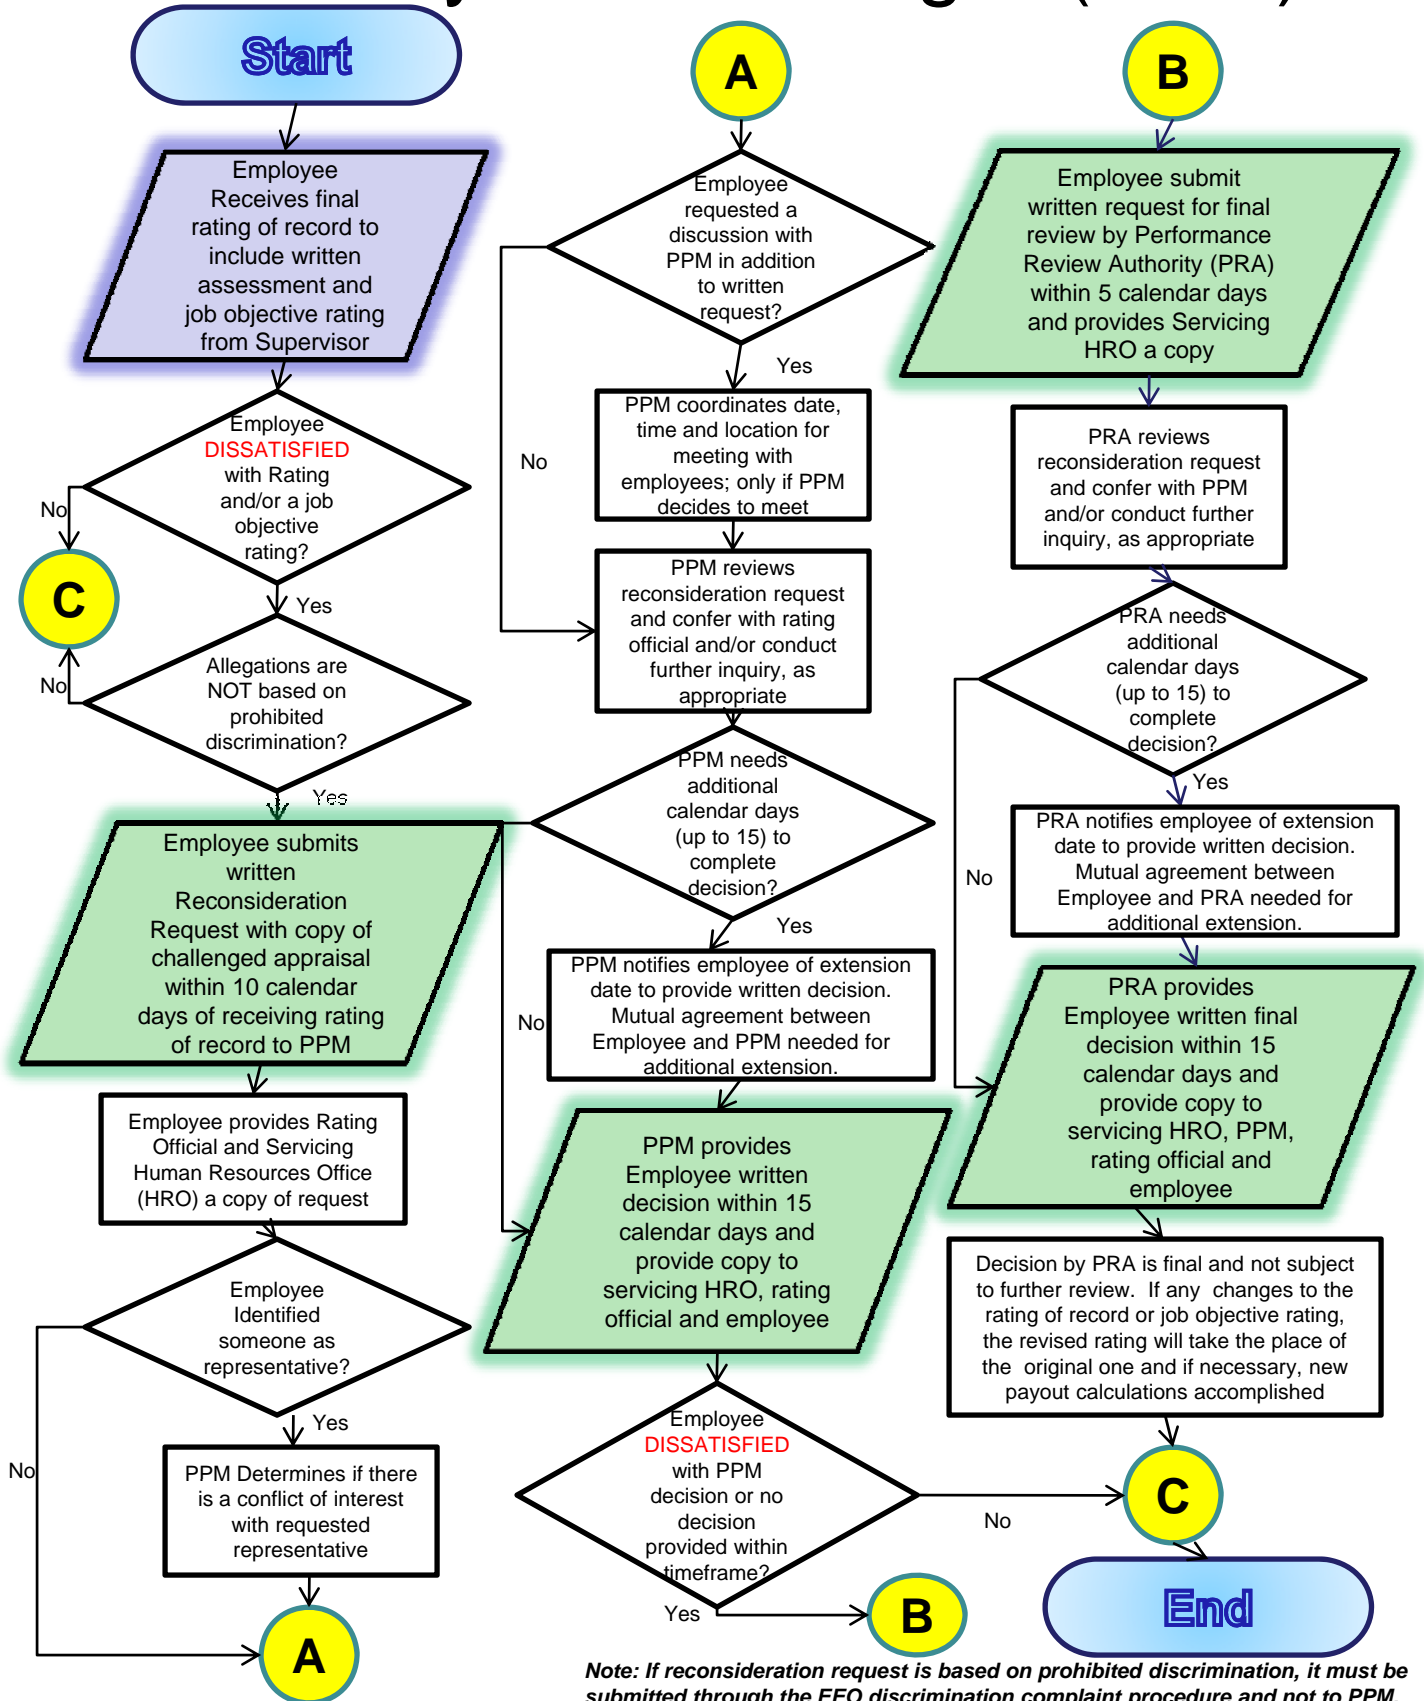 Start
Employee
Receives final
rating of record to
include written
assessment and
job objective rating
from Supervisor
Employee
DISSATISFIED
with Rating
and/or a job
objective
rating?
No
C
Yes
Allegations are
NOT based on
prohibited
discrimination?
No
Yes
Employee submits
written
Reconsideration
Request with copy of
challenged appraisal
within 10 calendar
days of receiving rating
of record to PPM
Employee provides Rating
Official and Servicing
Human Resources Office
(HRO) a copy of request
Employee
Identified
someone as
representative?
Yes
No
PPM Determines if there
is a conflict of interest
with requested
representative
A
A
Employee
requested a
discussion with
PPM in addition
to written
request?
Yes
No
PPM coordinates date,
time and location for
meeting with
employees; only if PPM
decides to meet
PPM reviews
reconsideration request
and confer with rating
official and/or conduct
further inquiry, as
appropriate
PPM needs
additional
calendar days
(up to 15) to
complete
decision?
Yes
No
PPM notifies employee of extension
date to provide written decision.
Mutual agreement between
Employee and PPM needed for
additional extension.
PPM provides
Employee written
decision within 15
calendar days and
provide copy to
servicing HRO, rating
official and employee
Employee
DISSATISFIED
with PPM
decision or no
decision
provided within
timeframe?
No
Yes
B
B
Employee submit
written request for final
review by Performance
Review Authority (PRA)
within 5 calendar days
and provides Servicing
HRO a copy
PRA reviews
reconsideration request
and confer with PPM
and/or conduct further
inquiry, as appropriate
PRA needs
additional
calendar days
(up to 15) to
complete
decision?
Yes
No
PRA notifies employee of extension
date to provide written decision.
Mutual agreement between
Employee and PRA needed for
additional extension.
PRA provides
Employee written final
decision within 15
calendar days and
provide copy to
servicing HRO, PPM,
rating official and
employee
Decision by PRA is final and not subject
to further review. If any changes to the
rating of record or job objective rating,
the revised rating will take the place of
the original one and if necessary, new
payout calculations accomplished
C
End
Note: If reconsideration request is based on prohibited discrimination, it must be
submitted through the EEO discrimination complaint procedure and not to PPM.